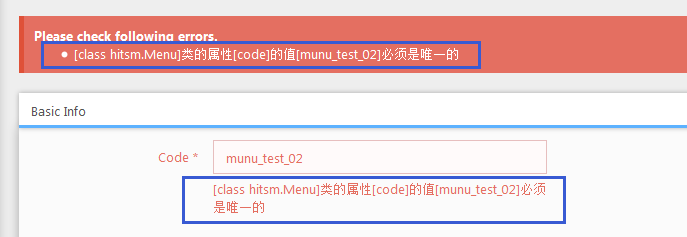 Please check following errors.
[class hitsm.Menu]类的属性[code]的值[munu_test_02]必须是唯一的
Basic Info
Code * munu_test_02
[class hitsm.Menu]类的属性[code]的值[munu_test_02]必须
是唯一的